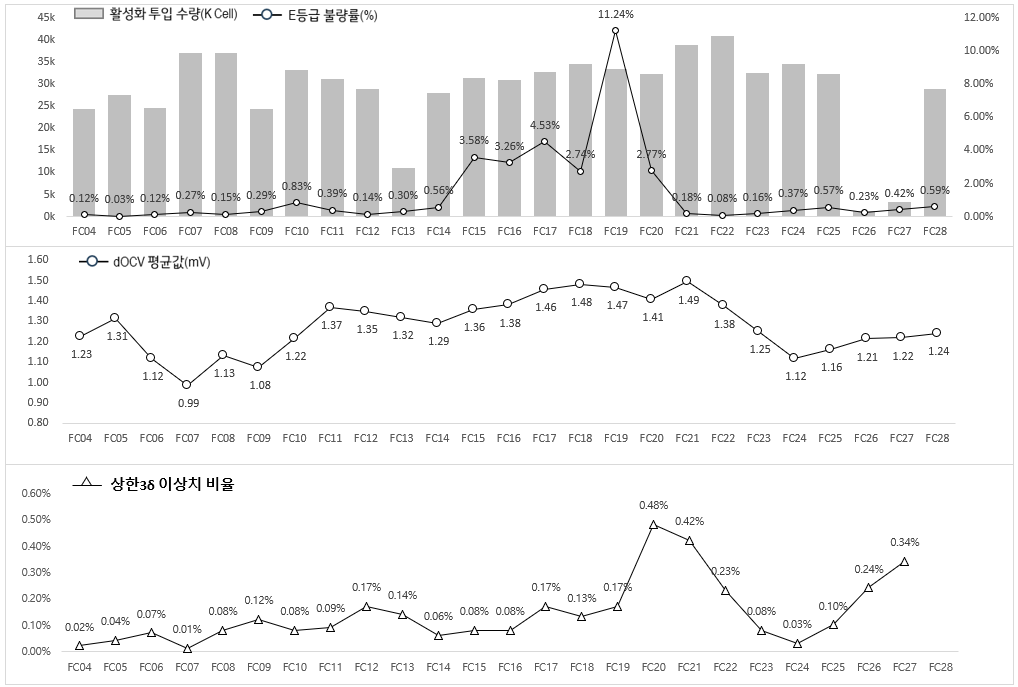 활성화 투입 수량(K Cell) E등급 불량률(%)
45k
40k
35k
30k
25k
20k
15k
10k
5k
0k
12.00%
10.00%
8.00%
6.00%
4.00%
2.00%
0.00%
0.12% 0.03% 0.12% 0.27% 0.15% 0.29% 0.83% 0.39% 0.14% 0.30% 0.56% 3.58% 3.26% 4.53% 2.74% 11.24% 2.77% 0.18% 0.08% 0.16% 0.37% 0.57% 0.23% 0.42% 0.59%
FC04 FC05 FC06 FC07 FC08 FC09 FC10 FC11 FC12 FC13 FC14 FC15 FC16 FC17 FC18 FC19 FC20 FC21 FC22 FC23 FC24 FC25 FC26 FC27 FC28
dOCV 평균값(mV)
1.60
1.50
1.40
1.30
1.20
1.10
1.00
0.90
0.80
1.23 1.31 1.12 0.99 1.13 1.08 1.22 1.37 1.35 1.32 1.29 1.36 1.38 1.46 1.48 1.47 1.41 1.49 1.38 1.25 1.12 1.16 1.21 1.22 1.24
FC04 FC05 FC06 FC07 FC08 FC09 FC10 FC11 FC12 FC13 FC14 FC15 FC16 FC17 FC18 FC19 FC20 FC21 FC22 FC23 FC24 FC25 FC26 FC27 FC28
상한3δ 이상치 비율
0.60%
0.50%
0.40%
0.30%
0.20%
0.10%
0.00%
0.02% 0.04% 0.07% 0.01% 0.08% 0.12% 0.08% 0.09% 0.17% 0.14% 0.06% 0.08% 0.08% 0.17% 0.13% 0.17% 0.48% 0.42% 0.23% 0.08% 0.03% 0.10% 0.24% 0.34%
FC04 FC05 FC06 FC07 FC08 FC09 FC10 FC11 FC12 FC13 FC14 FC15 FC16 FC17 FC18 FC19 FC20 FC21 FC22 FC23 FC24 FC25 FC26 FC27 FC28